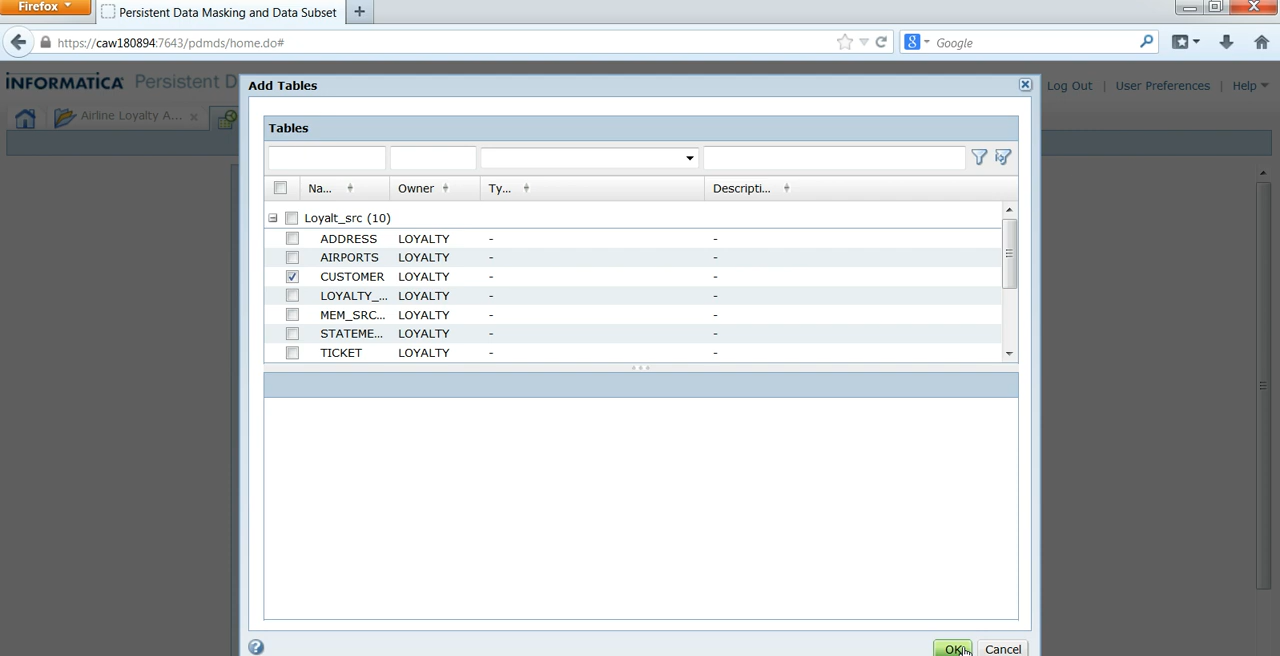 Firefox
Persistent Data Masking and Data Subset
https://caw180894:7643/pdmds/home.do#
8
Google
INFORMATICA Persistent D
Log Out | User Preferences | Help
Airline Loyalty A...
Add Tables
Tables
Na... Owner Ty... Descripti...
Loyalt_src (10)
ADDRESS LOYALTY - -
AIRPORTS LOYALTY - -
CUSTOMER LOYALTY - -
LOYALTY_... LOYALTY - -
MEM_SRC... LOYALTY - -
STATEME... LOYALTY - -
TICKET LOYALTY - -
OK Cancel